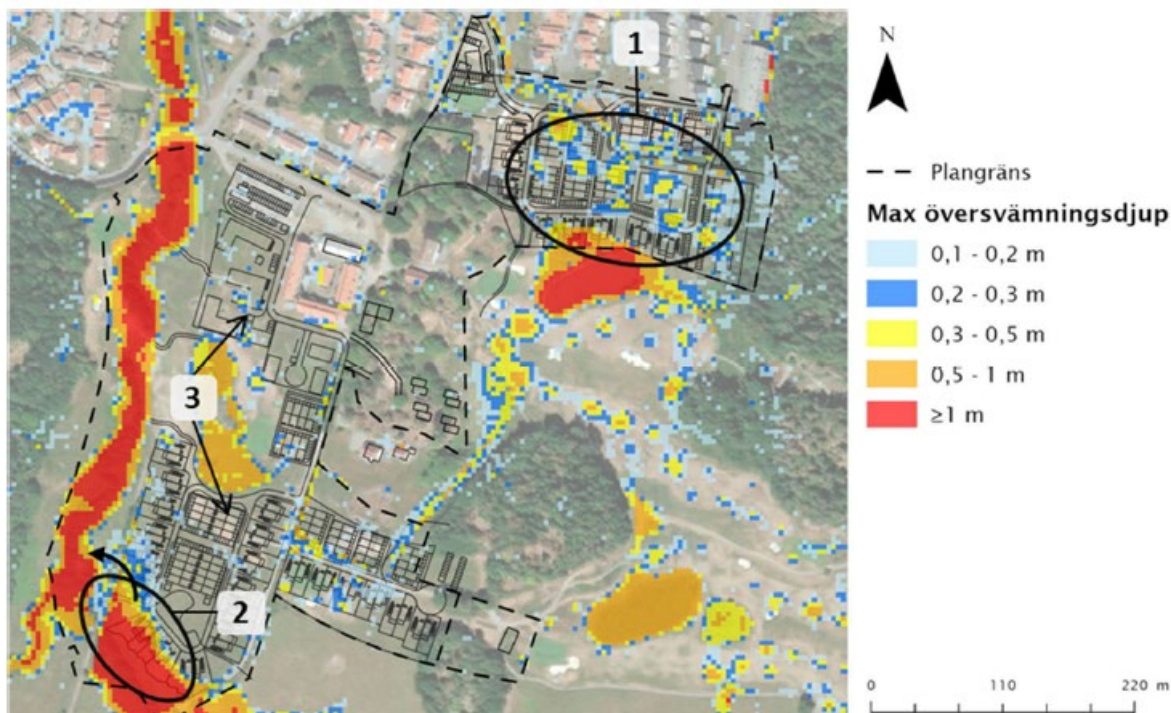 1
3
2
N
Plangräns
Max översvämningsdjup
0,1 - 0,2 m
0,2 - 0,3 m
0,3 - 0,5 m
0,5 - 1 m
≥1 m
0 110 220 m